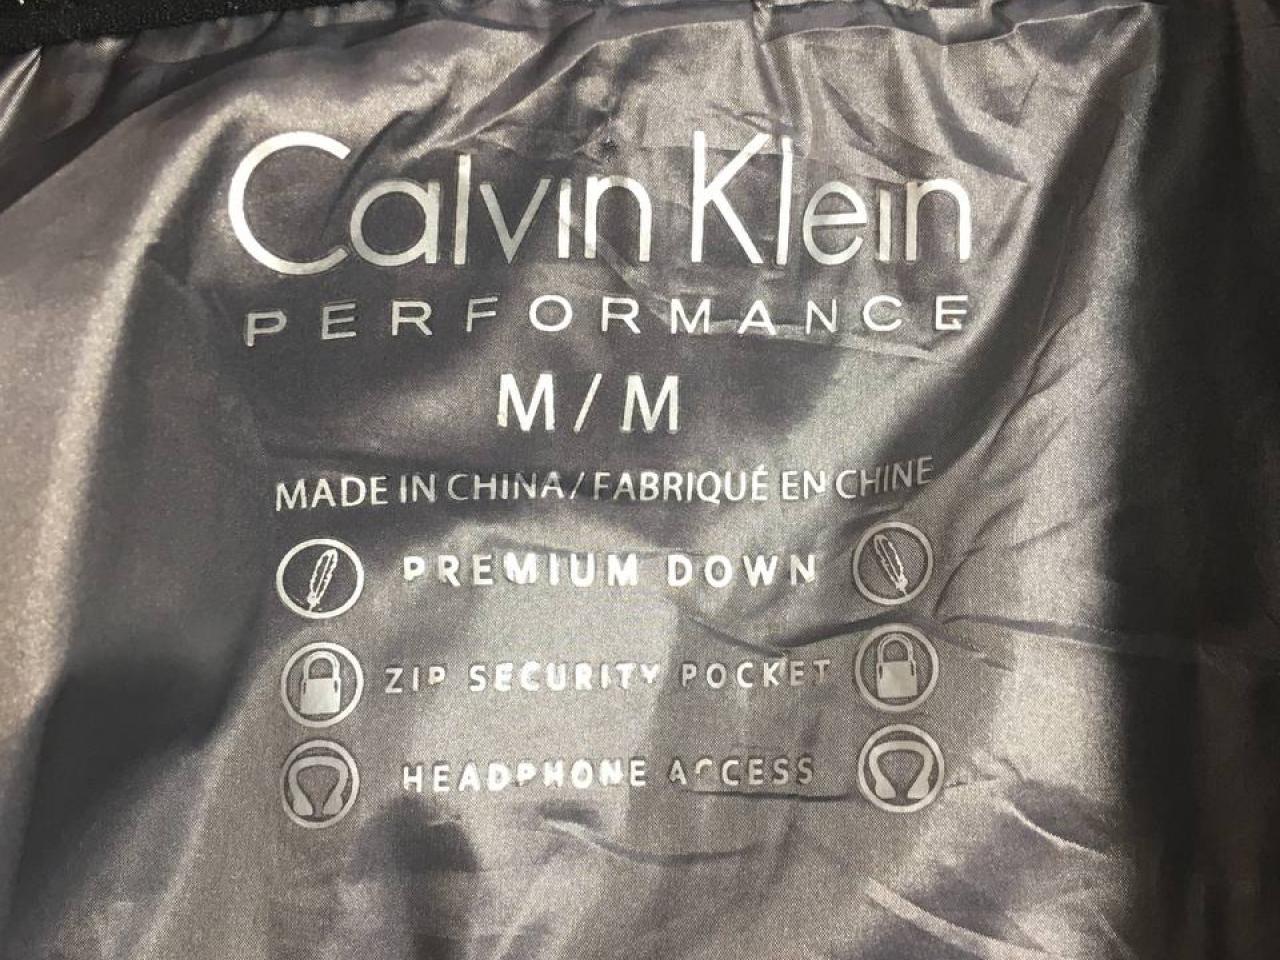 Calvin Klein
PERFORMANCE
M/M
MADE IN CHINA/FABRIQUÉ EN CHINE
PREMIUM DOWN
ZIP SECURITY POCKET
HEADPHONE ACCESS